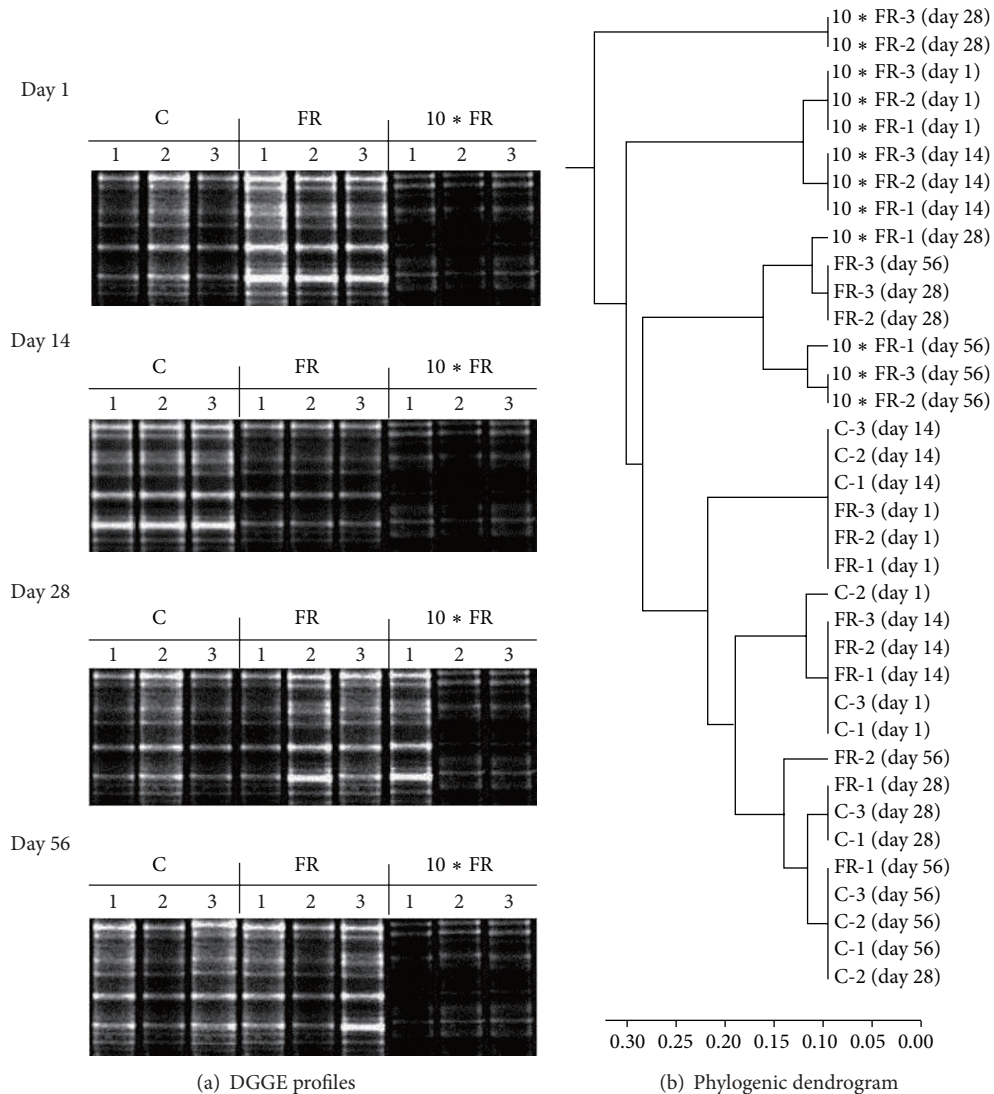 Day 1
C FR 10 ∗ FR
1 2 3 1 2 3 1 2 3
Day 14
C FR 10 ∗ FR
1 2 3 1 2 3 1 2 3
Day 28
C FR 10 ∗ FR
1 2 3 1 2 3 1 2 3
Day 56
C FR 10 ∗ FR
1 2 3 1 2 3 1 2 3
(a) DGGE profiles
10 ∗ FR-3 (day 28)
10 ∗ FR-2 (day 28)
10 ∗ FR-3 (day 1)
10 ∗ FR-2 (day 1)
10 ∗ FR-1 (day 1)
10 ∗ FR-3 (day 14)
10 ∗ FR-2 (day 14)
10 ∗ FR-1 (day 14)
10 ∗ FR-1 (day 28)
FR-3 (day 56)
FR-3 (day 28)
FR-2 (day 28)
10 ∗ FR-1 (day 56)
10 ∗ FR-3 (day 56)
10 ∗ FR-2 (day 56)
C-3 (day 14)
C-2 (day 14)
C-1 (day 14)
FR-3 (day 1)
FR-2 (day 1)
FR-1 (day 1)
C-2 (day 1)
FR-3 (day 14)
FR-2 (day 14)
FR-1 (day 14)
C-3 (day 1)
C-1 (day 1)
FR-2 (day 56)
FR-1 (day 28)
C-3 (day 28)
C-1 (day 28)
FR-1 (day 56)
C-3 (day 56)
C-2 (day 56)
C-1 (day 56)
C-2 (day 28)
0.30 0.25 0.20 0.15 0.10 0.05 0.00
(b) Phylogenic dendrogram